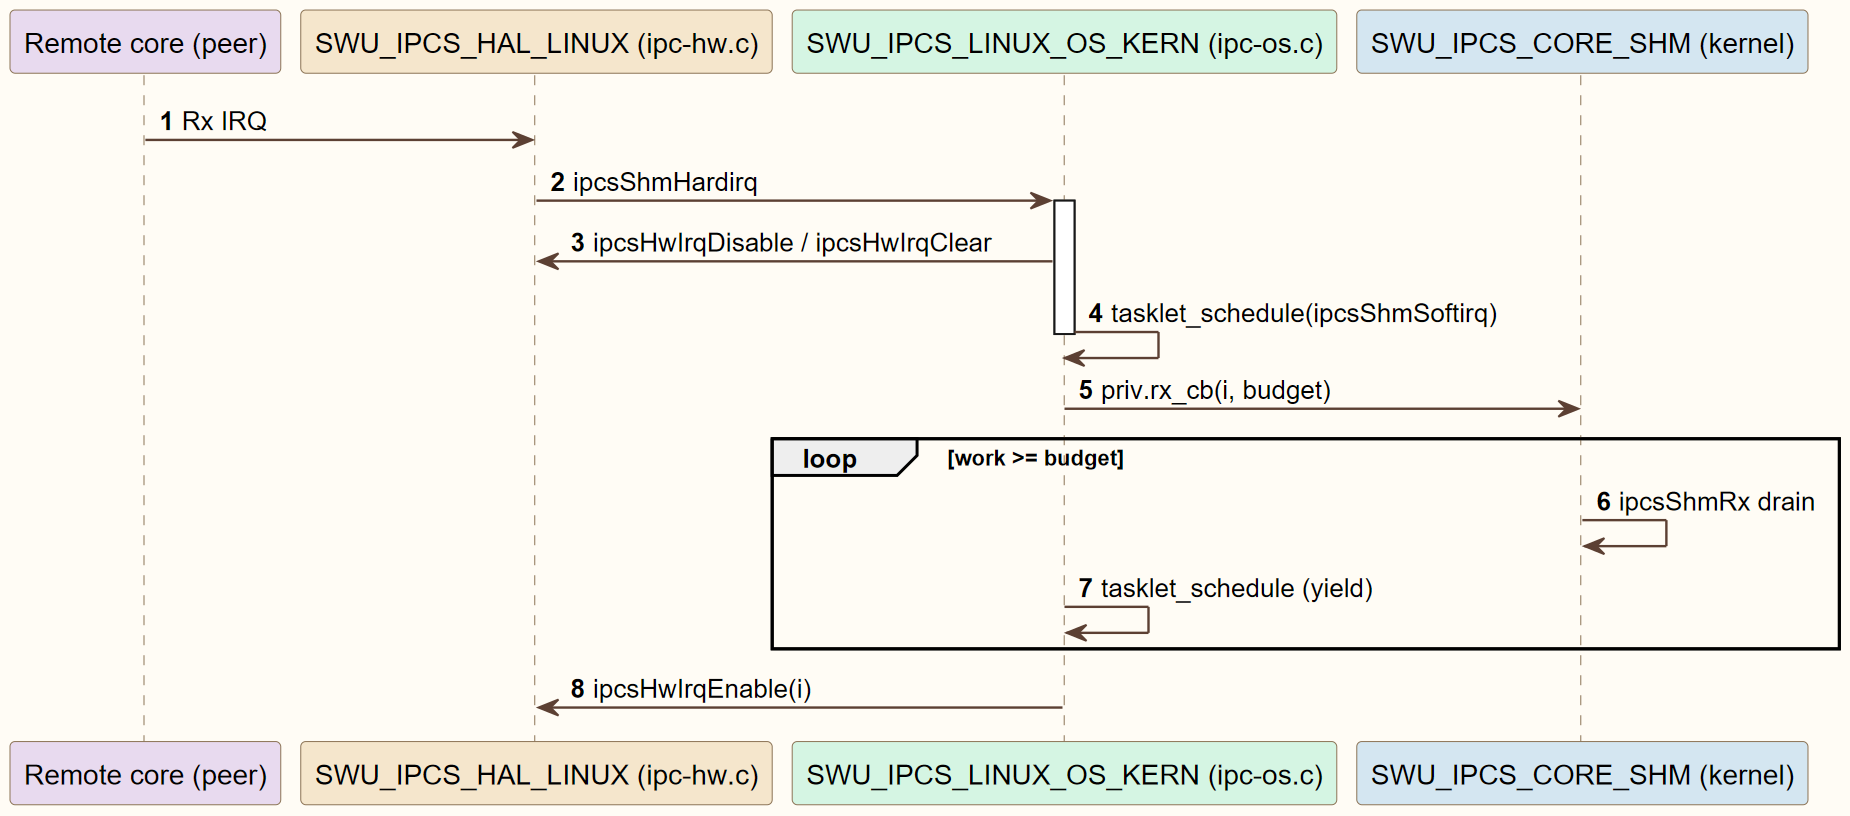 Remote core (peer)
SWU_IPCS_HAL_LINUX (ipc-hw.c)
SWU_IPCS_LINUX_OS_KERN (ipc-os.c)
SWU_IPCS_CORE_SHM (kernel)
1 Rx IRQ
2 ipcsShmHardirq
3 ipcsHwIrqDisable / ipcsHwIrqClear
4 tasklet_schedule(ipcsShmSoftirq)
5 priv.rx_cb(i, budget)
loop [work >= budget]
6 ipcsShmRx drain
7 tasklet_schedule (yield)
8 ipcsHwIrqEnable(i)
Remote core (peer)
SWU_IPCS_HAL_LINUX (ipc-hw.c)
SWU_IPCS_LINUX_OS_KERN (ipc-os.c)
SWU_IPCS_CORE_SHM (kernel)